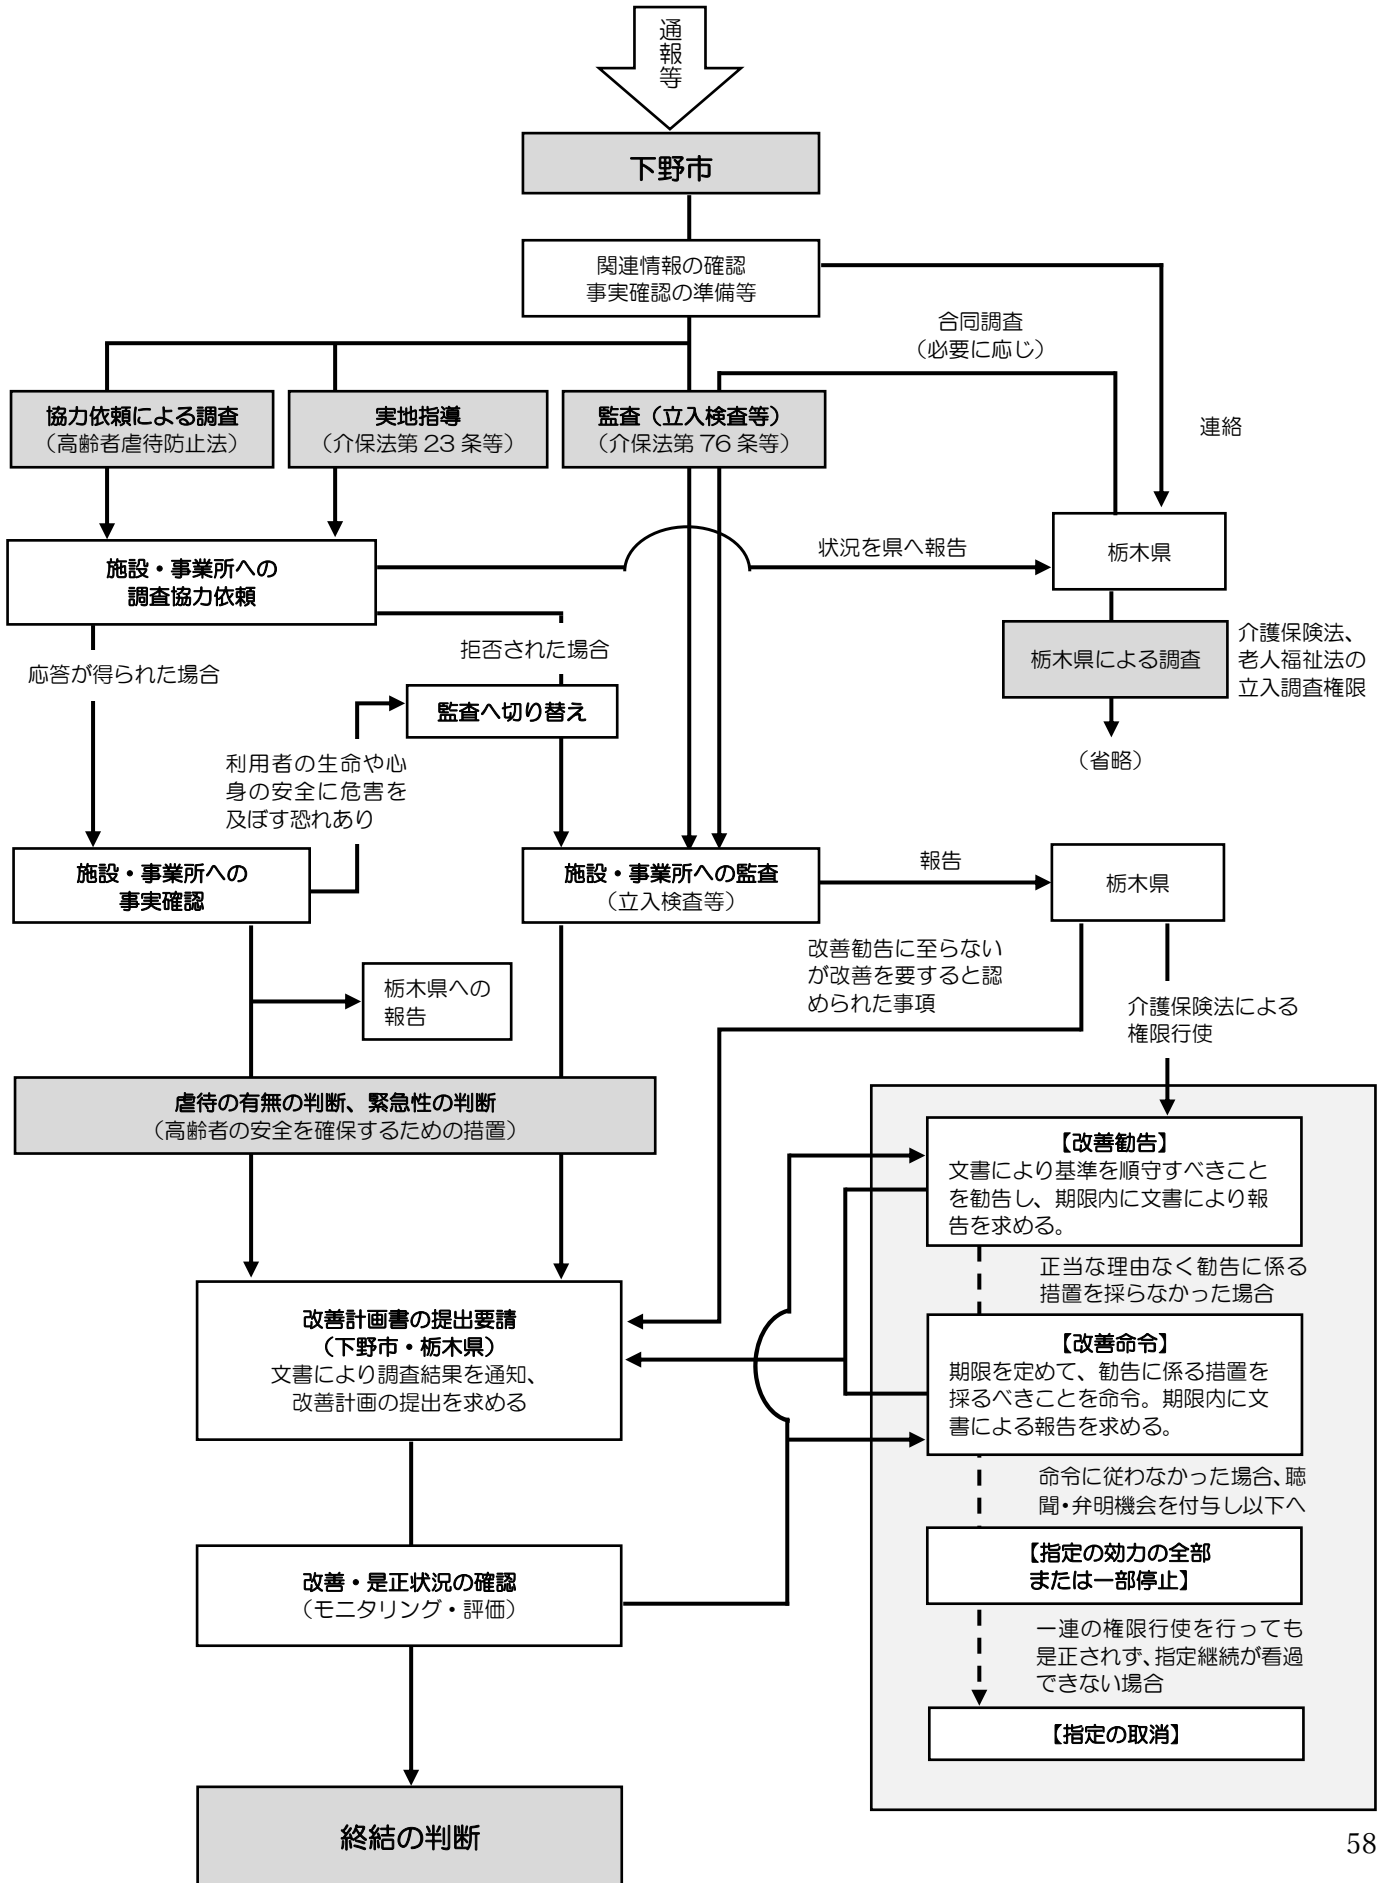 通報等
下野市
関連情報の確認
事実確認の準備等
合同調査
（必要に応じ）
協力依頼による調査
（高齢者虐待防止法）
実地指導
（介保法第 23 条等）
監査（立入検査等）
（介保法第 76 条等）
連絡
施設・事業所への
調査協力依頼
状況を県へ報告
栃木県
応答が得られた場合
拒否された場合
栃木県による調査
介護保険法、
老人福祉法の
立入調査権限
監査へ切り替え
（省略）
利用者の生命や心
身の安全に危害を
及ぼす恐れあり
施設・事業所への
事実確認
施設・事業所への監査
（立入検査等）
報告
栃木県
栃木県への
報告
改善勧告に至らない
が改善を要すると認
められた事項
介護保険法による
権限行使
虐待の有無の判断、緊急性の判断
（高齢者の安全を確保するための措置）
【改善勧告】
文書により基準を順守すべきこと
を勧告し、期限内に文書により報
告を求める。
正当な理由なく勧告に係る
措置を採らなかった場合
改善計画書の提出要請
（下野市・栃木県）
文書により調査結果を通知、
改善計画の提出を求める
【改善命令】
期限を定めて、勧告に係る措置を
採るべきことを命令。期限内に文
書による報告を求める。
命令に従わなかった場合、聴
聞・弁明機会を付与し以下へ
改善・是正状況の確認
（モニタリング・評価）
【指定の効力の全部
または一部停止】
一連の権限行使を行っても
是正されず、指定継続が看過
できない場合
【指定の取消】
終結の判断
58